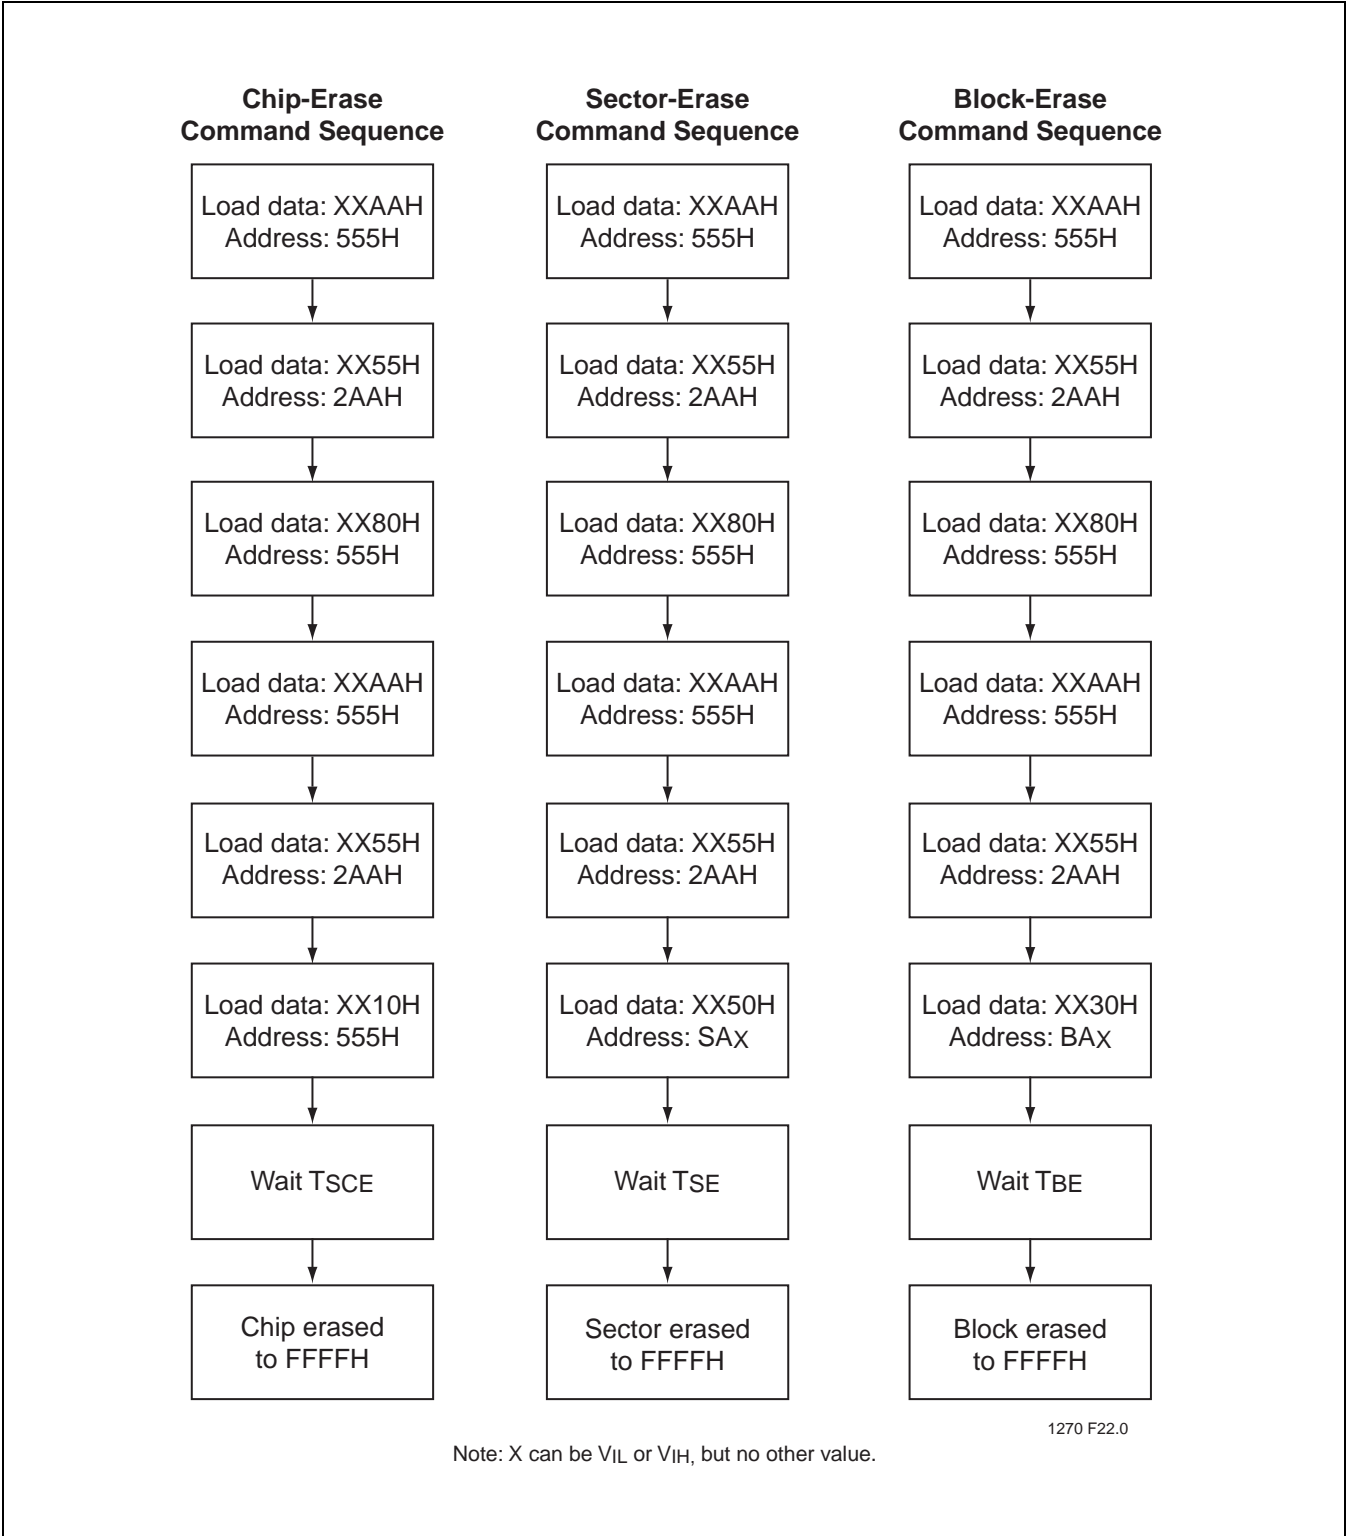 Chip-Erase
Command Sequence
Load data: XXAAH
Address: 555H
Load data: XX55H
Address: 2AAH
Load data: XX80H
Address: 555H
Load data: XXAAH
Address: 555H
Load data: XX55H
Address: 2AAH
Load data: XX10H
Address: 555H
Wait TSCE
Chip erased
to FFFFH
Sector-Erase
Command Sequence
Load data: XXAAH
Address: 555H
Load data: XX55H
Address: 2AAH
Load data: XX80H
Address: 555H
Load data: XXAAH
Address: 555H
Load data: XX55H
Address: 2AAH
Load data: XX50H
Address: SAX
Wait TSE
Sector erased
to FFFFH
Block-Erase
Command Sequence
Load data: XXAAH
Address: 555H
Load data: XX55H
Address: 2AAH
Load data: XX80H
Address: 555H
Load data: XXAAH
Address: 555H
Load data: XX55H
Address: 2AAH
Load data: XX30H
Address: BAX
Wait TBE
Block erased
to FFFFH
1270 F22.0
Note: X can be VIL or VIH, but no other value.